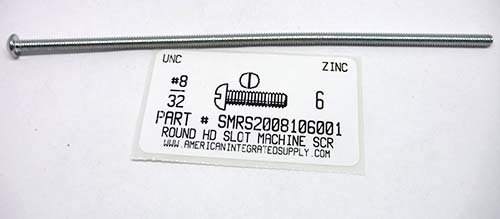 UNC ZINC
#8
32
6
PART # SMRS2008106001
ROUND HD SLOT MACHINE SCR
WWW.AMERICANINTEGRATEDSUPPLY.COM